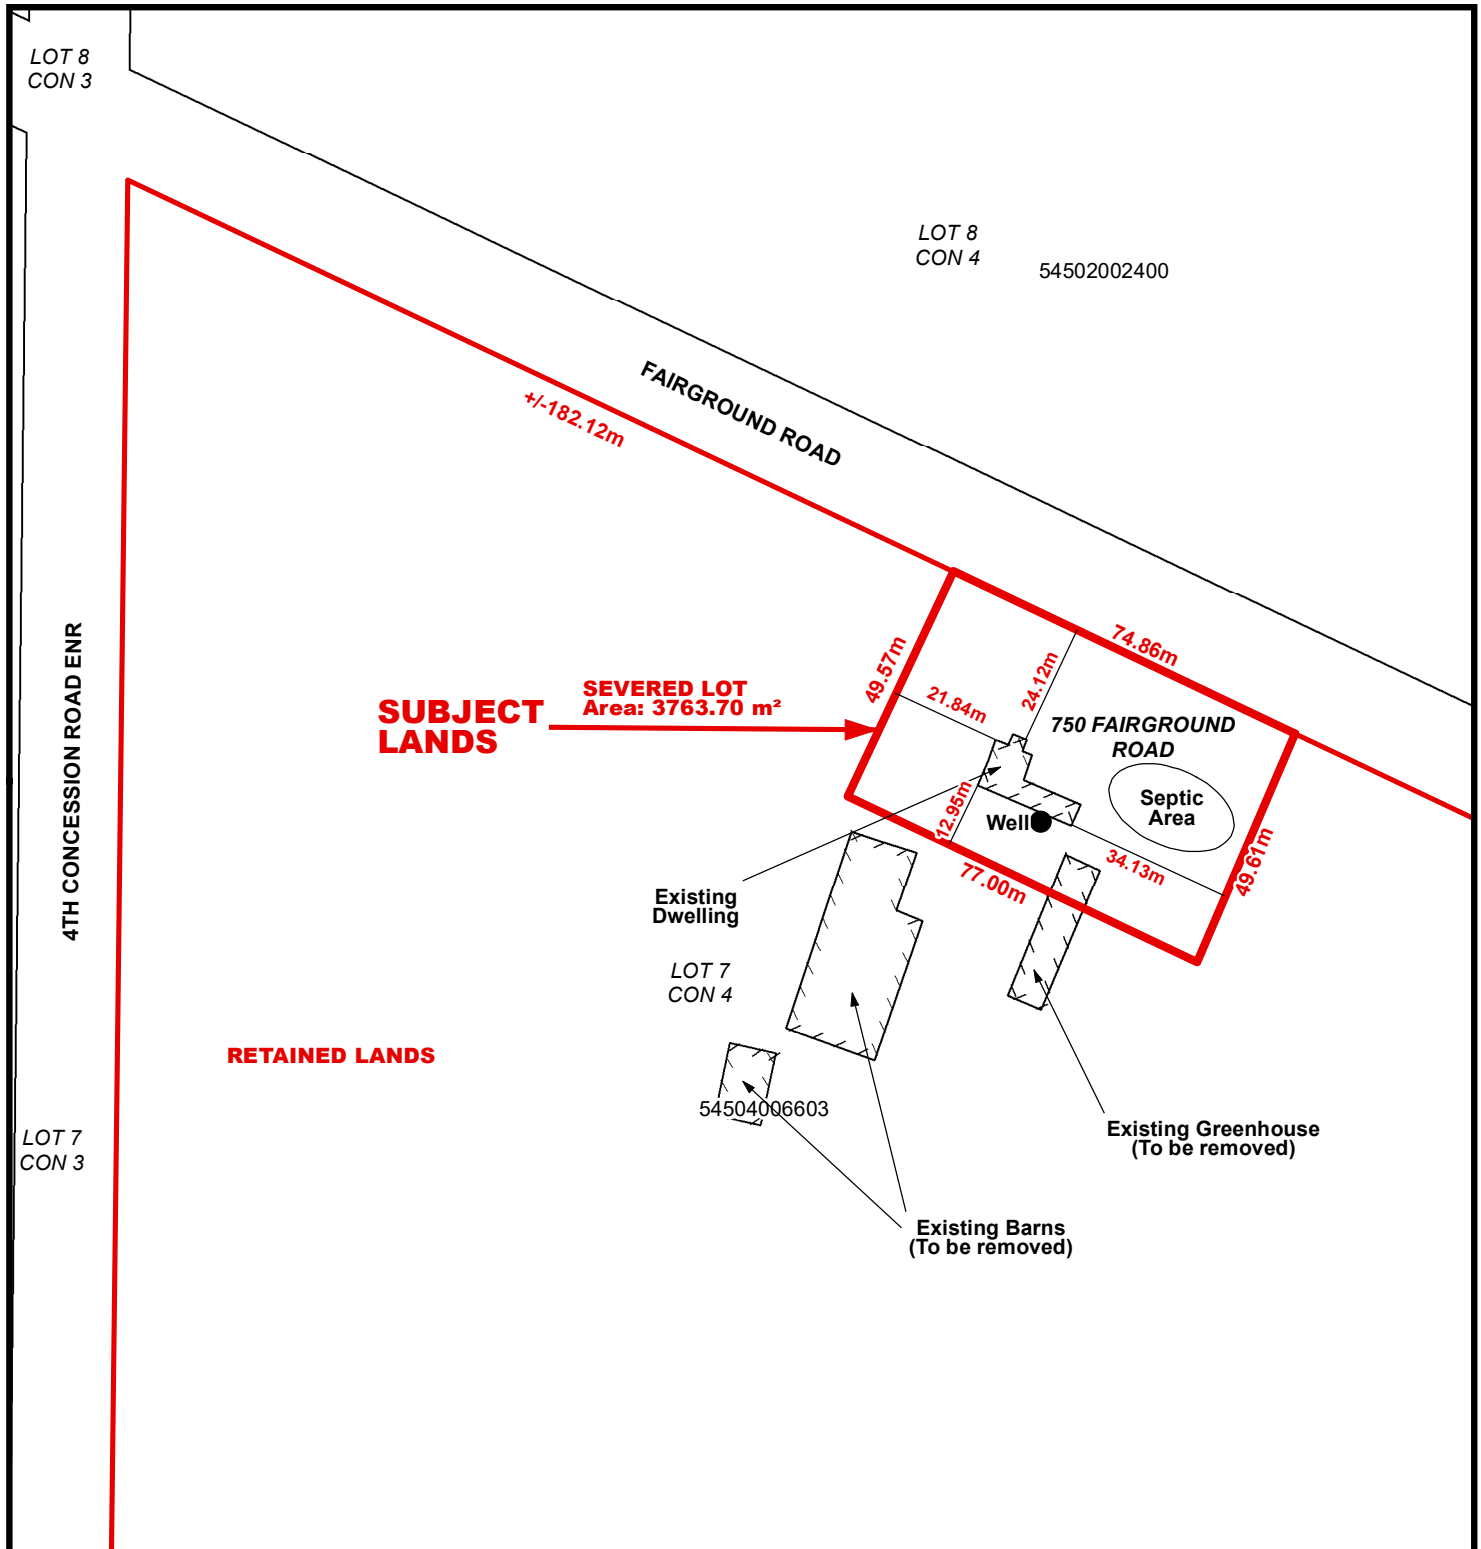 LOT 8
CON 3
LOT 8
CON 4
54502002400
FAIRGROUND ROAD
+/-182.12m
4TH CONCESSION ROAD ENR
SUBJECT
LANDS
SEVERED LOT
Area: 3763.70 m²
49.57m
74.86m
24.12m
21.84m
750 FAIRGROUND
ROAD
Septic
Area
Well
12.95m
34.13m
49.61m
77.00m
Existing
Dwelling
LOT 7
CON 4
RETAINED LANDS
54504006603
LOT 7
CON 3
Existing Greenhouse
(To be removed)
Existing Barns
(To be removed)